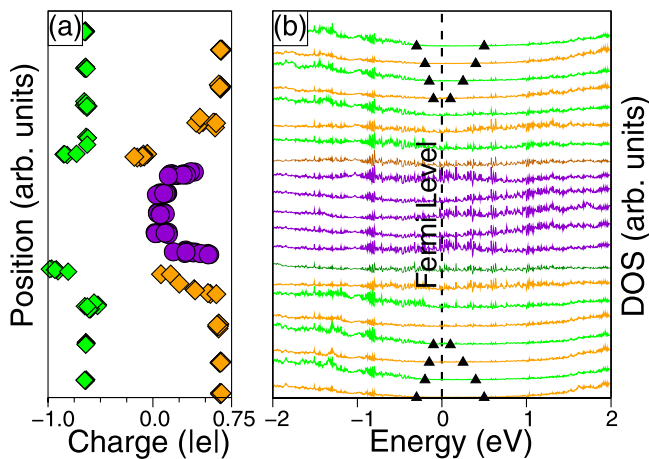 (a)
(b)
Position (arb. units)
Fermi Level
DOS (arb. units)
−1.0
0.0
0.75
−2
−1
0
1
2
Charge (|e|)
Energy (eV)